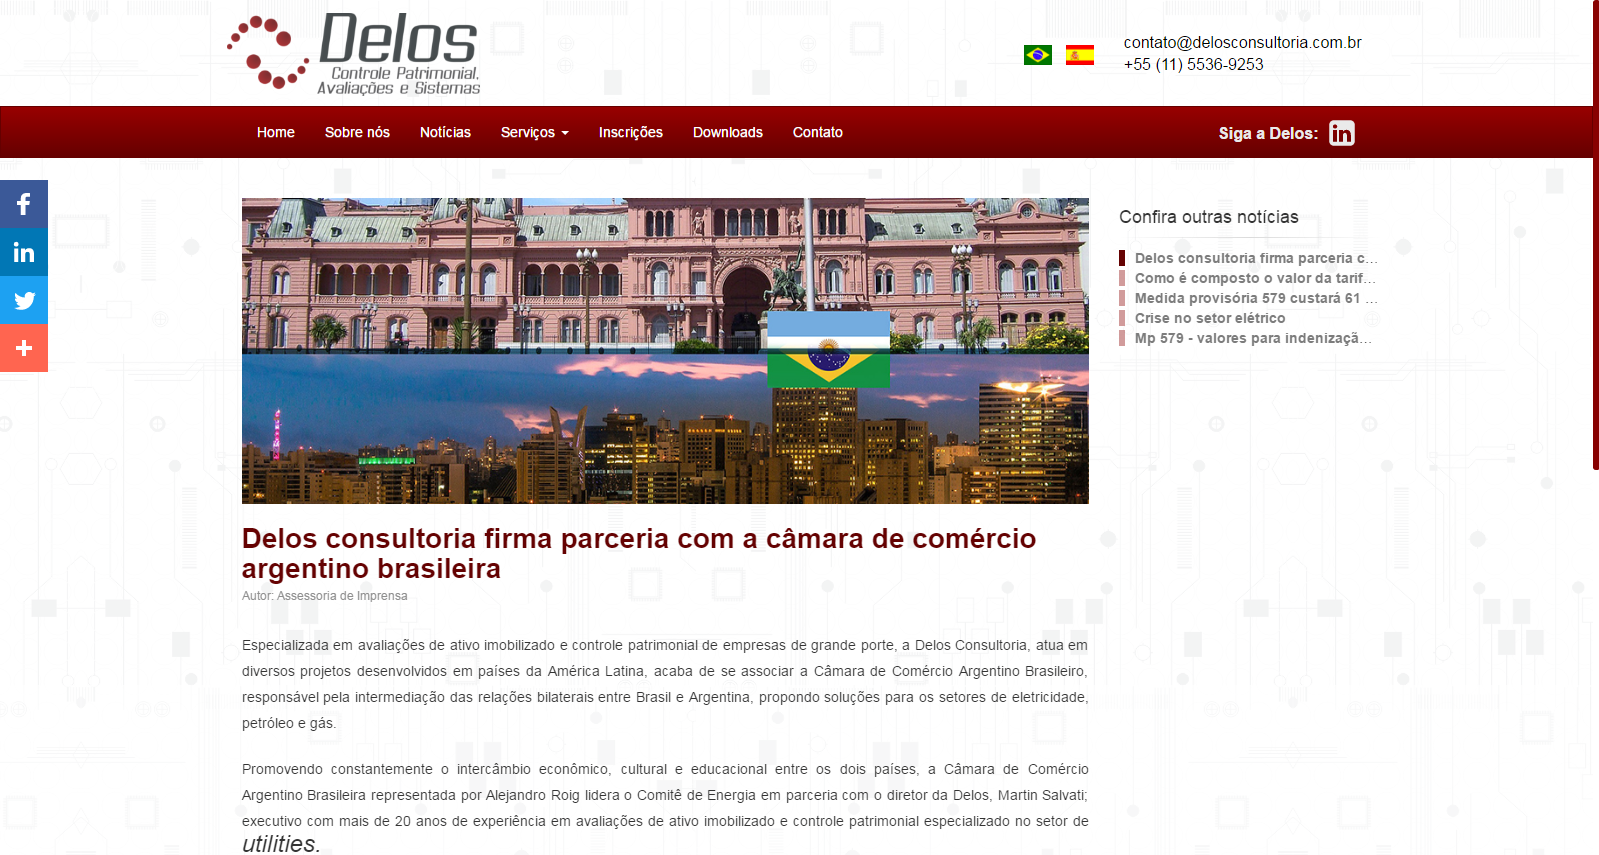 Delos
Controle Patrimonial,
Avaliações e Sistemas
contato@delosconsultoria.com.br
+55 (11) 5536-9253
Home Sobre nós Notícias Serviços Inscrições Downloads Contato Siga a Delos:
Confira outras notícias
Delos consultoria firma parceria c...
Como é composto o valor da tarif...
Medida provisória 579 custará 61 ...
Crise no setor elétrico
Mp 579 - valores para indenizaçã...
Delos consultoria firma parceria com a câmara de comércio
argentino brasileira
Autor: Assessoria de Imprensa
Especializada em avaliações de ativo imobilizado e controle patrimonial de empresas de grande porte, a Delos Consultoria, atua em
diversos projetos desenvolvidos em países da América Latina, acaba de se associar a Câmara de Comércio Argentino Brasileiro,
responsável pela intermediação das relações bilaterais entre Brasil e Argentina, propondo soluções para os setores de eletricidade,
petróleo e gás.
Promovendo constantemente o intercâmbio econômico, cultural e educacional entre os dois países, a Câmara de Comércio
Argentino Brasileira representada por Alejandro Roig lidera o Comitê de Energia em parceria com o diretor da Delos, Martin Salvati;
executivo com mais de 20 anos de experiência em avaliações de ativo imobilizado e controle patrimonial especializado no setor de
utilities.